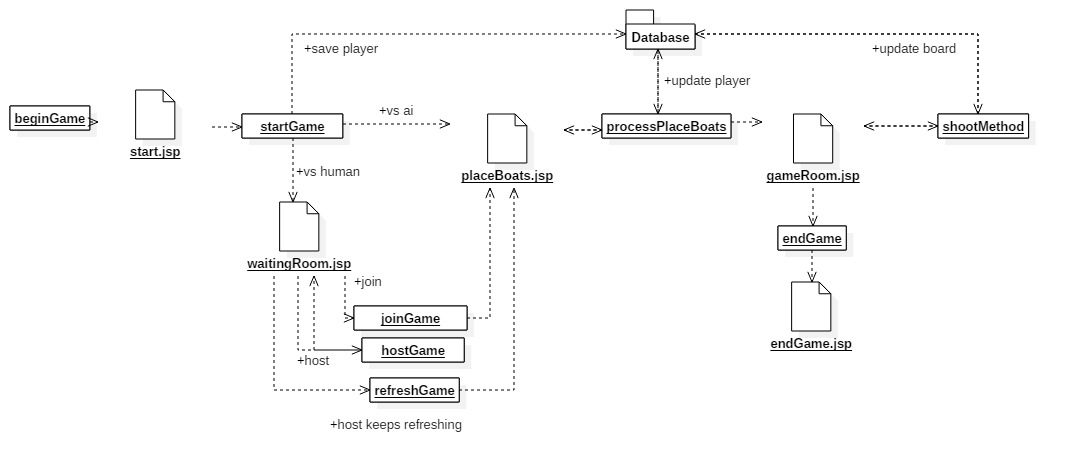 +save player
Database
+update board
+update player
beginGame
+vs ai
startGame
processPlaceBoats
shootMethod
start.jsp
+vs human
placeBoats.jsp
gameRoom.jsp
endGame
waitingRoom.jsp
+join
joinGame
endGame.jsp
hostGame
+host
refreshGame
+host keeps refreshing